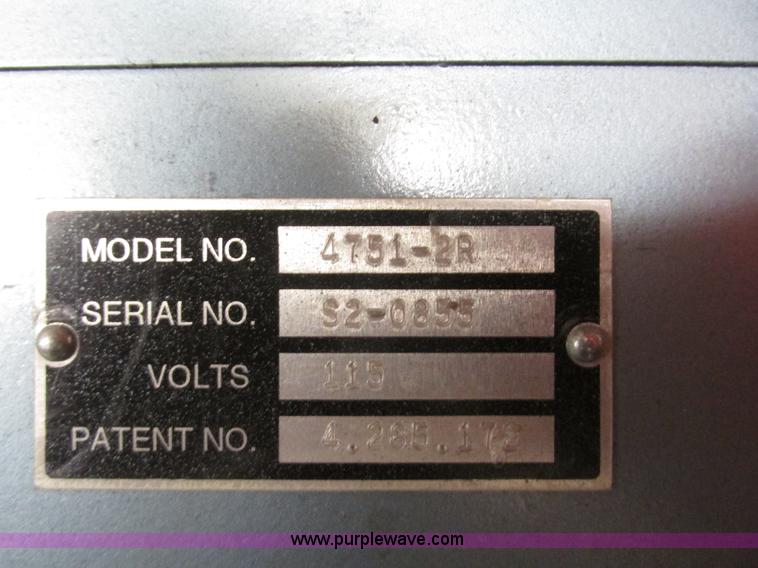 MODEL NO. 4751-2R
SERIAL NO. S2-0855
VOLTS 115
PATENT NO. 4.285.172
www.purplewave.com